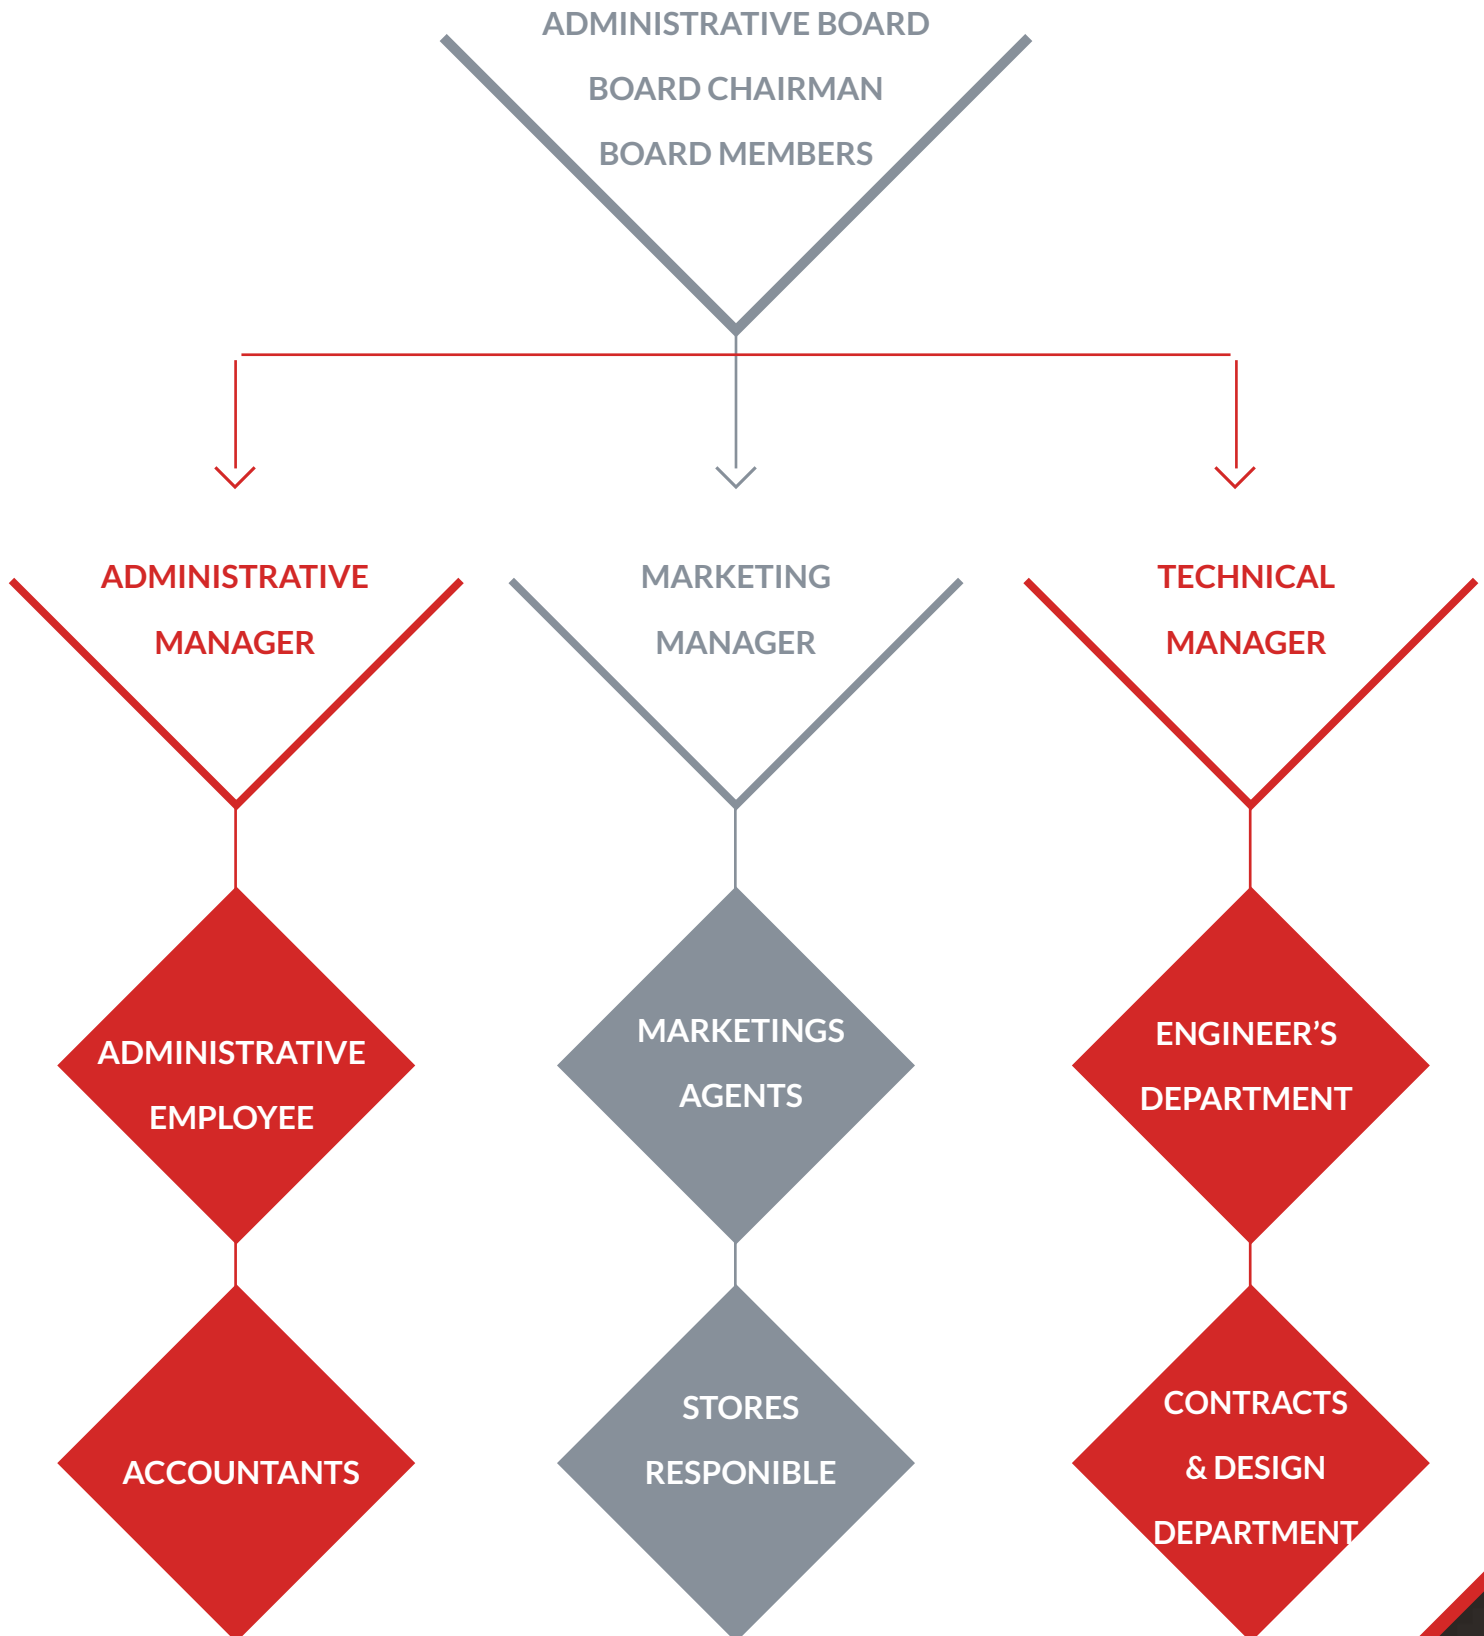 ADMINISTRATIVE BOARD
BOARD CHAIRMAN
BOARD MEMBERS
ADMINISTRATIVE
MANAGER
MARKETING
MANAGER
TECHNICAL
MANAGER
ADMINISTRATIVE
EMPLOYEE
MARKETINGS
AGENTS
ENGINEER’S
DEPARTMENT
ACCOUNTANTS
STORES
RESPONIBLE
CONTRACTS
& DESIGN
DEPARTMENT